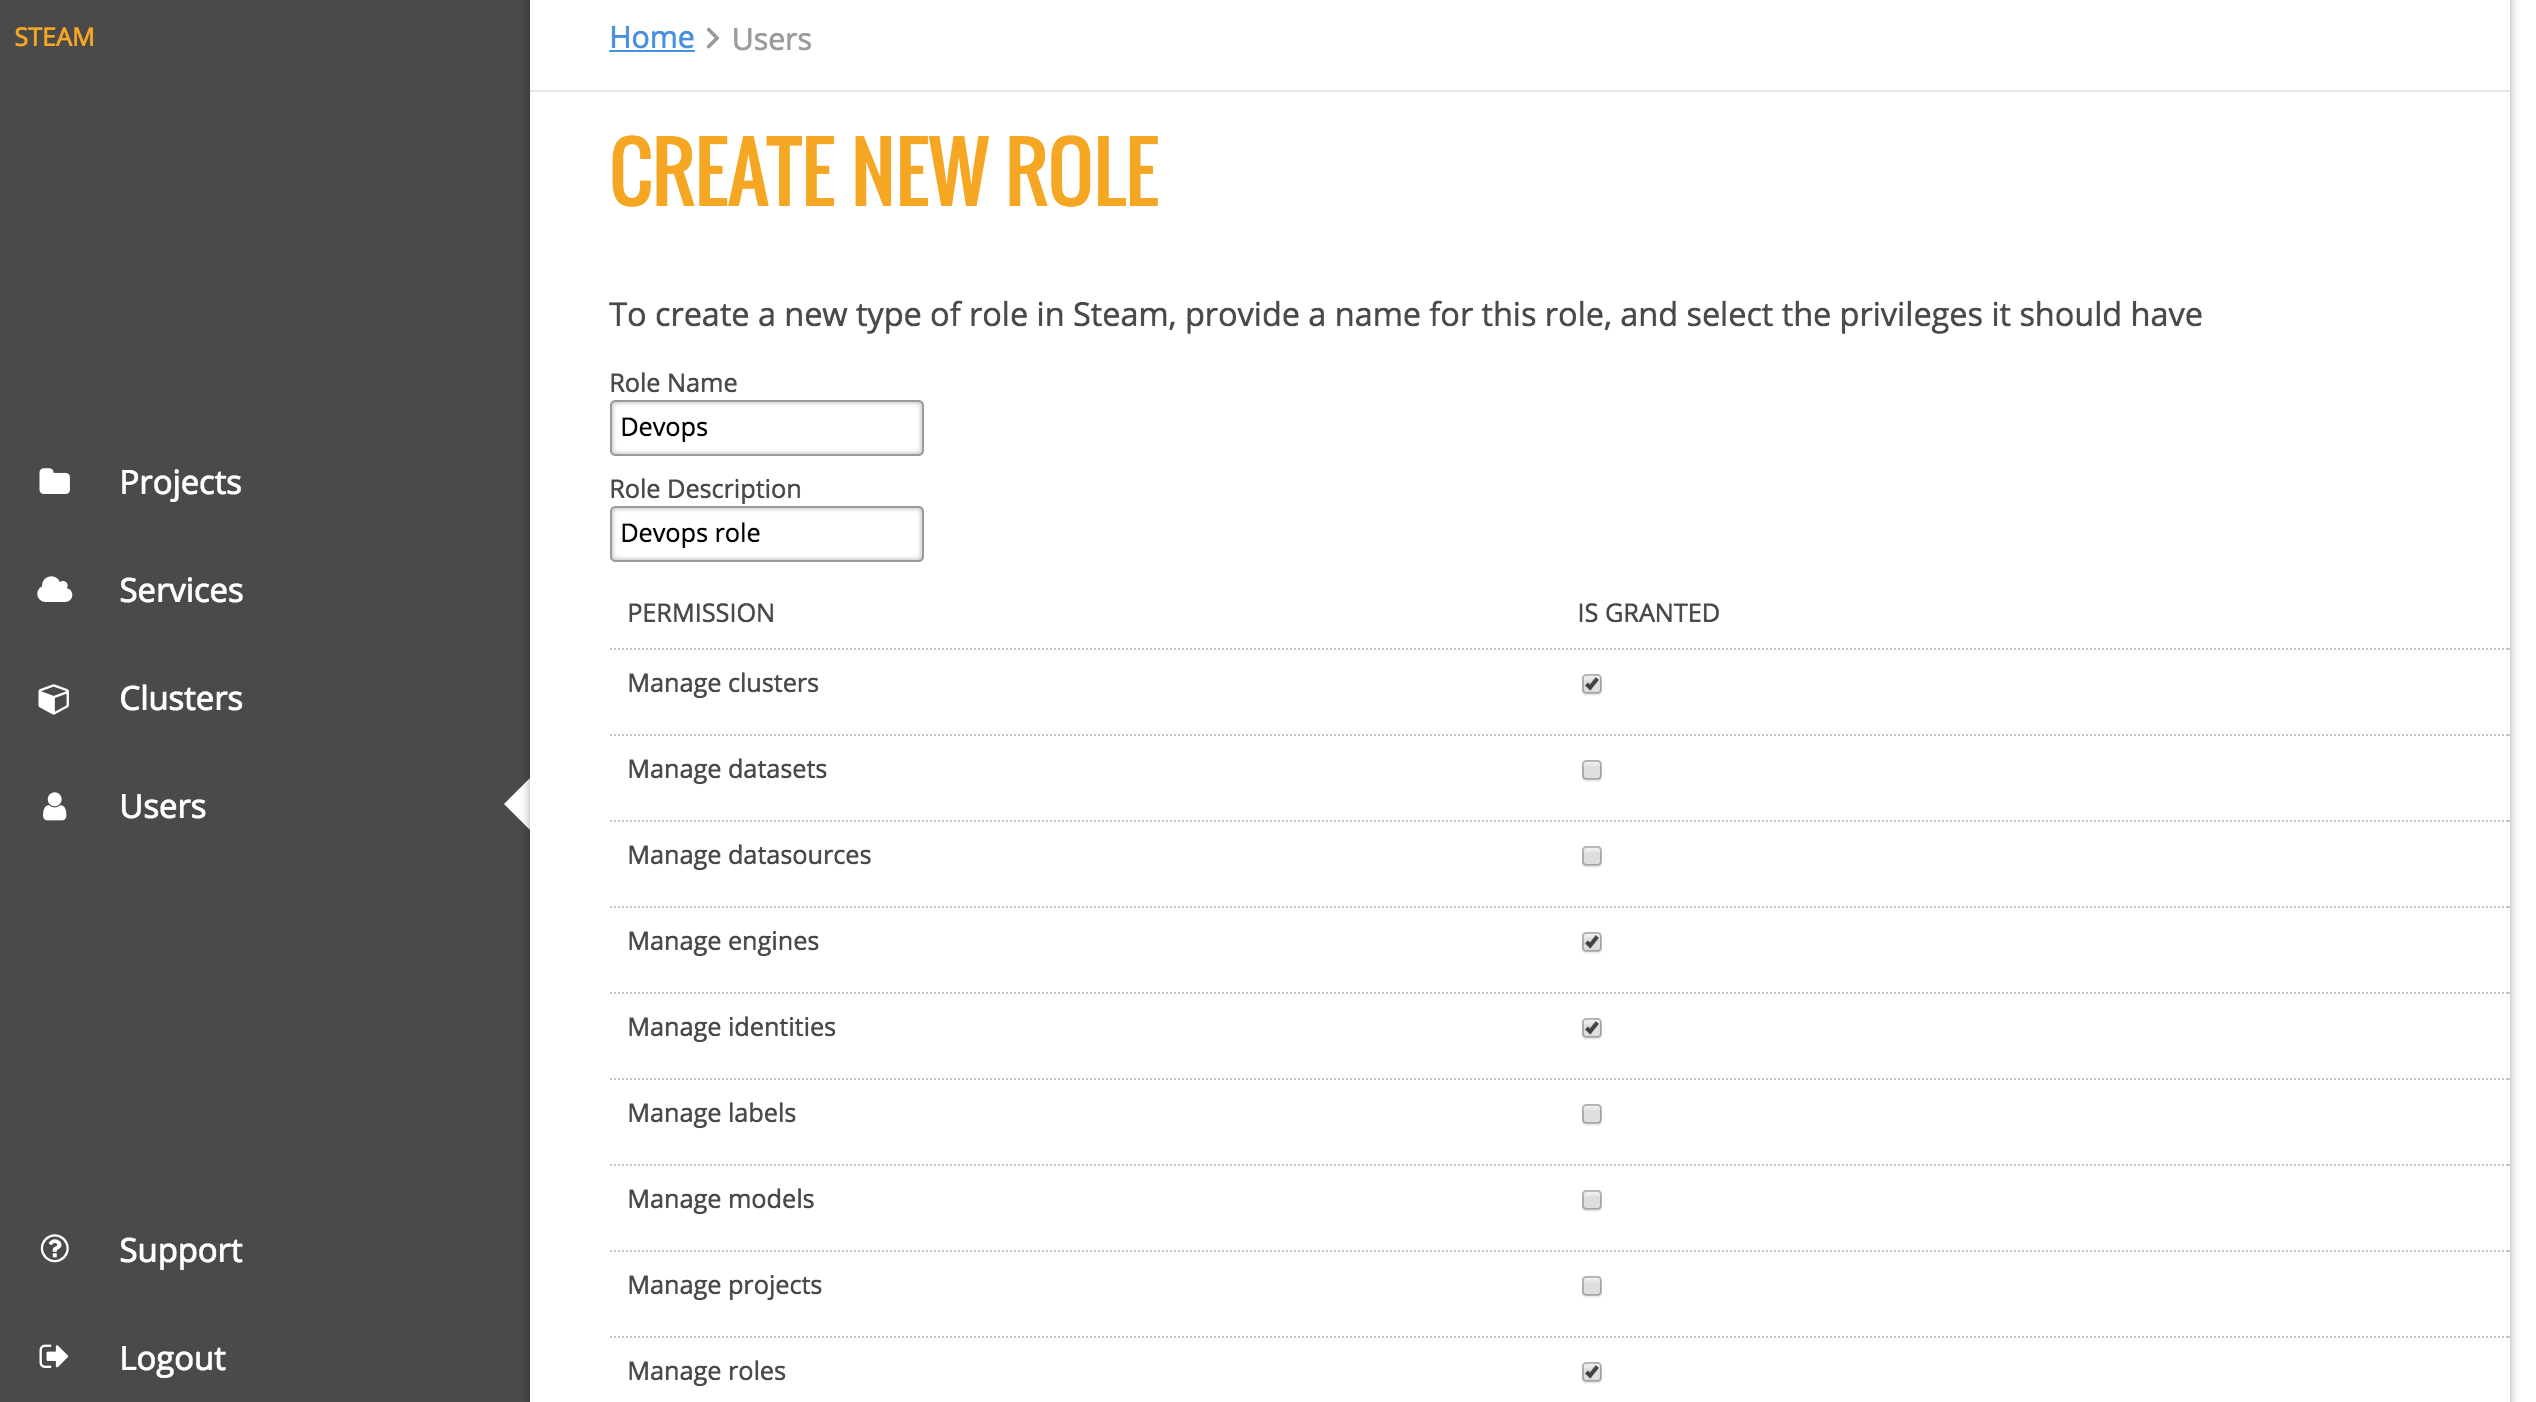 STEAM
Projects
Services
Clusters
Users
Support
Logout
Home > Users
CREATE NEW ROLE
To create a new type of role in Steam, provide a name for this role, and select the privileges it should have
Role Name
Devops
Role Description
Devops role
PERMISSION IS GRANTED
Manage clusters
Manage datasets
Manage datasources
Manage engines
Manage identities
Manage labels
Manage models
Manage projects
Manage roles